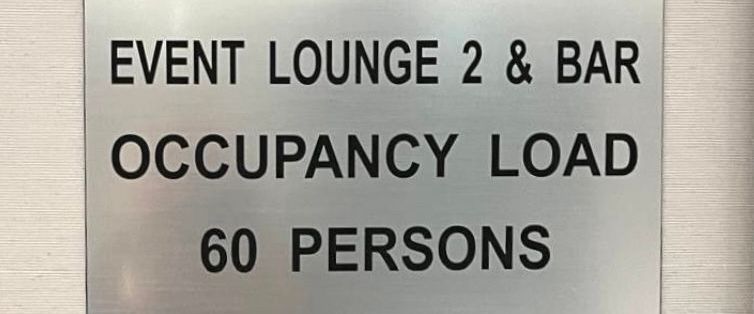 EVENT LOUNGE 2 & BAR
OCCUPANCY LOAD
60 PERSONS